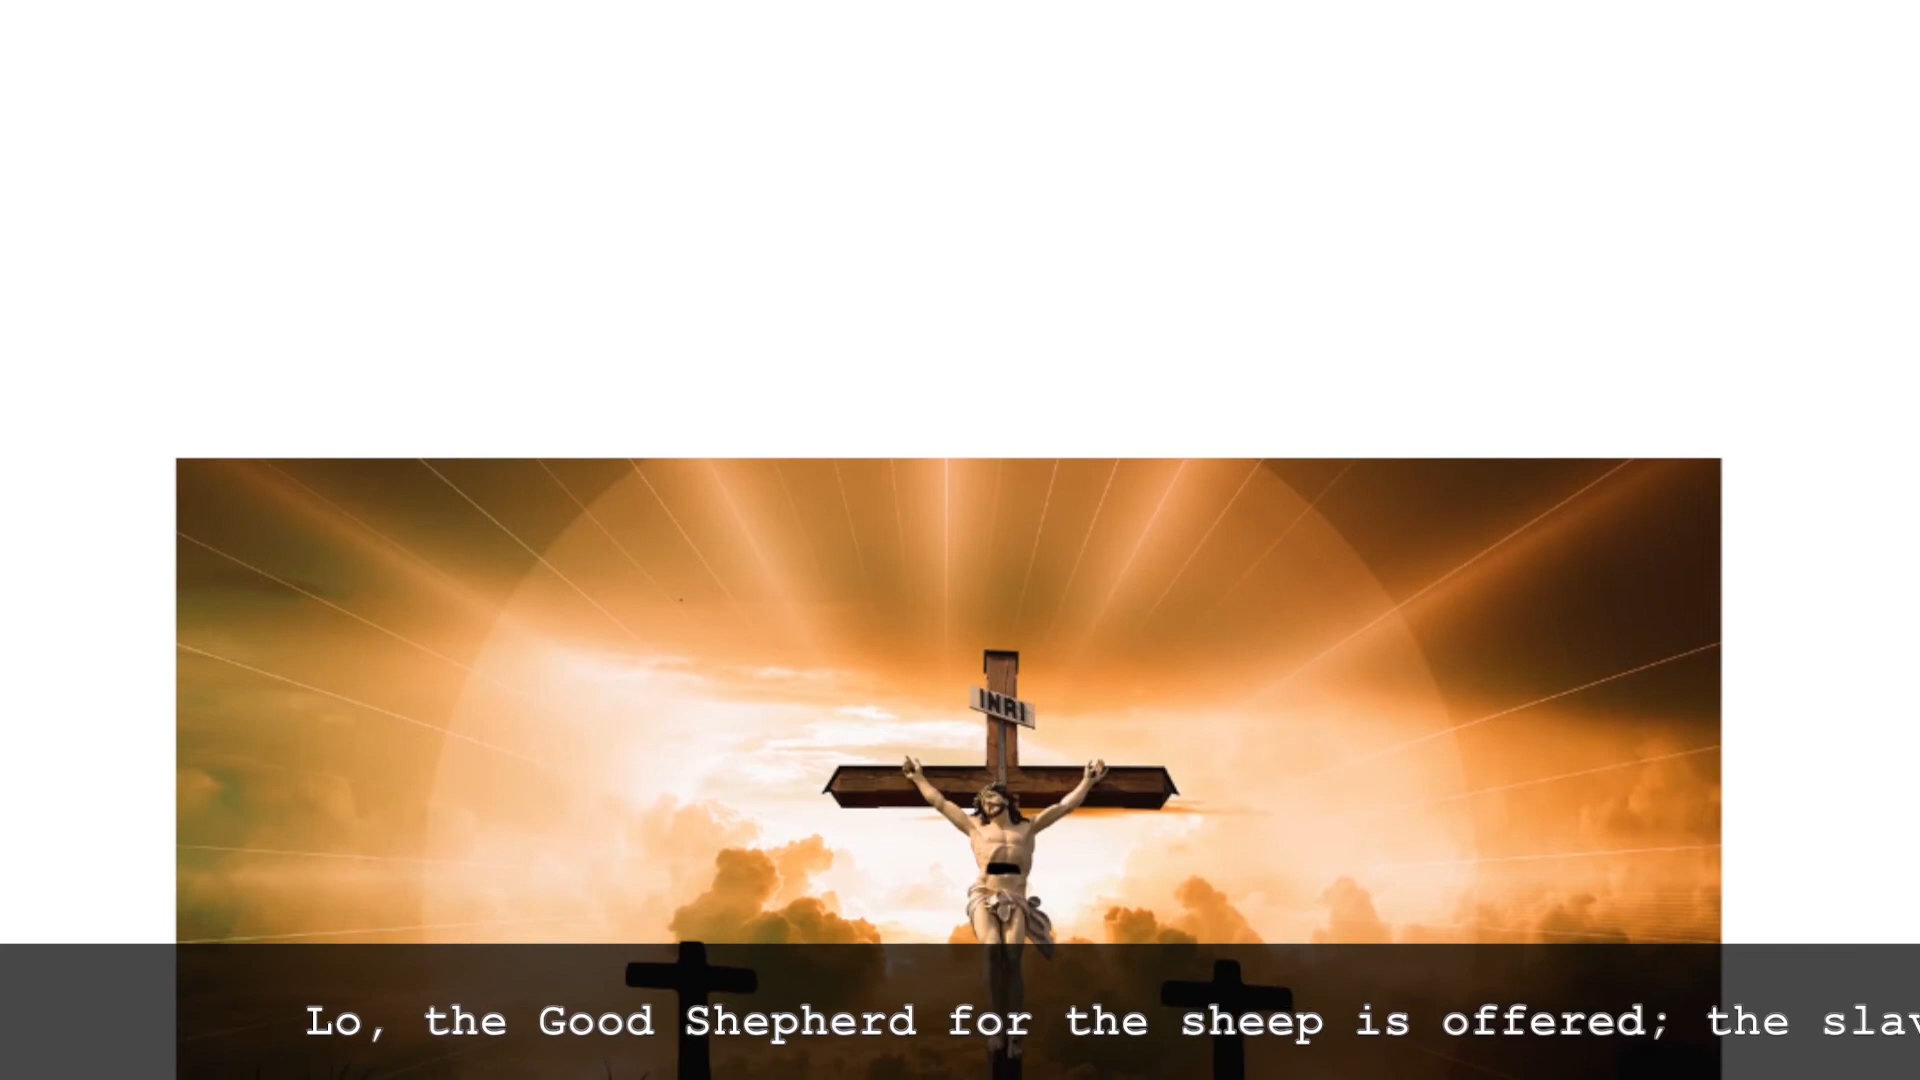 INRI
Lo, the Good Shepherd for the sheep is offered; the